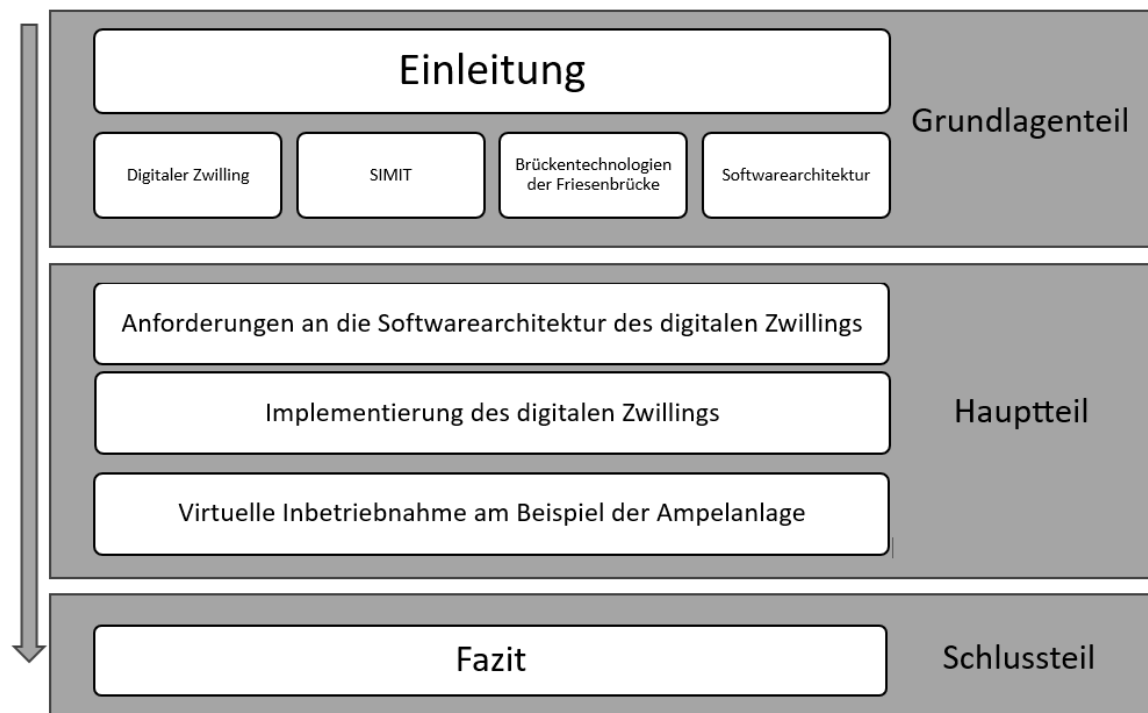 Einleitung
Grundlagenteil
Digitaler Zwilling
SIMIT
Brückentechnologien
der Friesenbrücke
Softwarearchitektur
Anforderungen an die Softwarearchitektur des digitalen Zwillings
Implementierung des digitalen Zwillings
Hauptteil
Virtuelle Inbetriebnahme am Beispiel der Ampelanlage
Fazit
Schlussteil